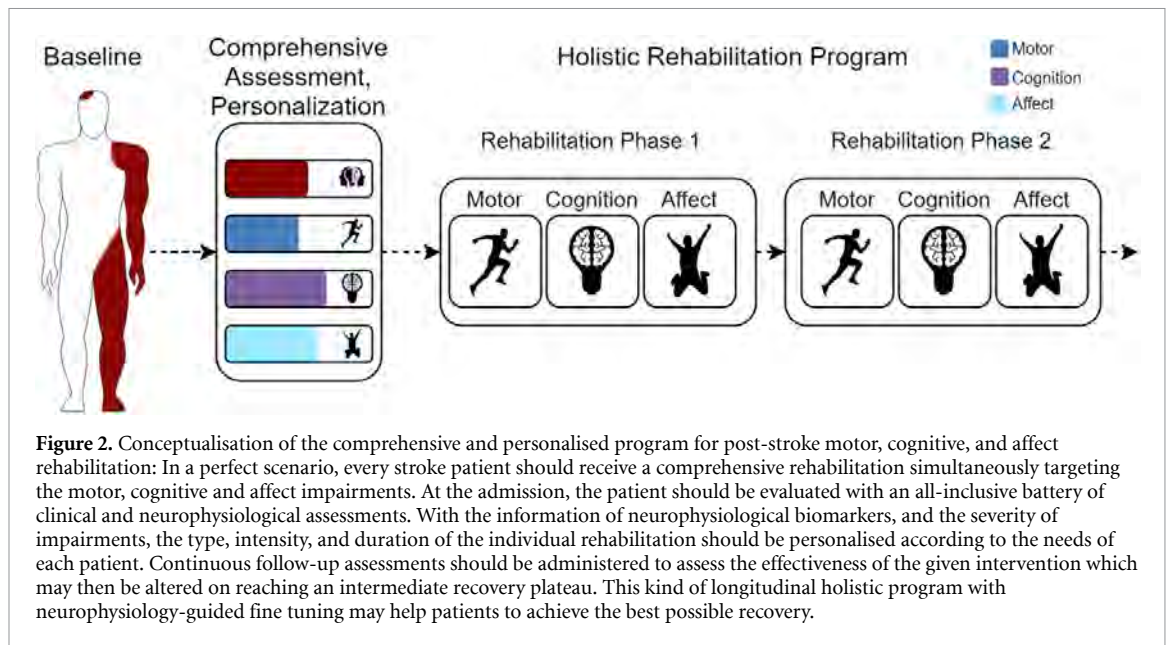 Baseline
Comprehensive
Assessment,
Personalization
Holistic Rehabilitation Program
Motor
Cognition
Affect
Rehabilitation Phase 1
Rehabilitation Phase 2
Motor Cognition Affect
Motor Cognition Affect
Figure 2. Conceptualisation of the comprehensive and personalised program for post-stroke motor, cognitive, and affect
rehabilitation: In a perfect scenario, every stroke patient should receive a comprehensive rehabilitation simultaneously targeting
the motor, cognitive and affect impairments. At the admission, the patient should be evaluated with an all-inclusive battery of
clinical and neurophysiological assessments. With the information of neurophysiological biomarkers, and the severity of
impairments, the type, intensity, and duration of the individual rehabilitation should be personalised according to the needs of
each patient. Continuous follow-up assessments should be administered to assess the effectiveness of the given intervention which
may then be altered on reaching an intermediate recovery plateau. This kind of longitudinal holistic program with
neurophysiology-guided fine tuning may help patients to achieve the best possible recovery.